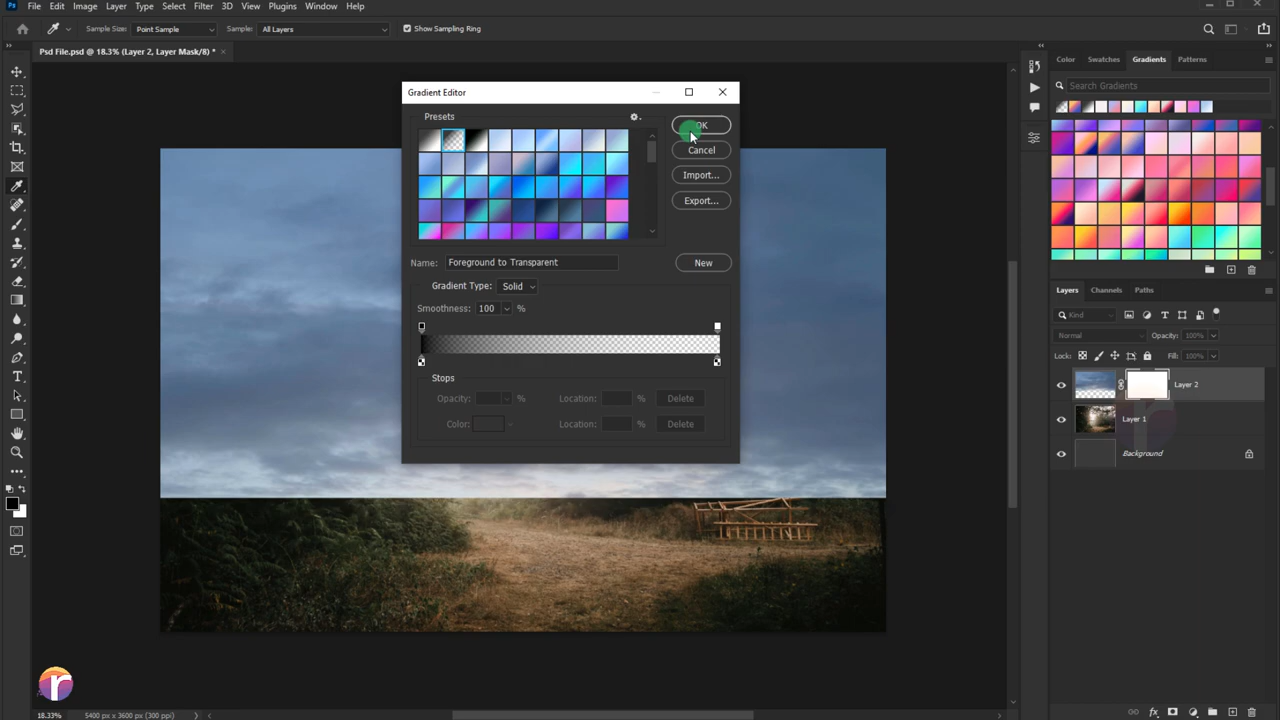 Ps File Edit Image Layer Type Select Filter 3D View Plugins Window Help
Sample Size: Point Sample Sample: All Layers Show Sampling Ring
Psd File.psd @ 18.3% (Layer 2, Layer Mask/8) * ×
Color Swatches Gradients Patterns
Search Gradients
Gradient Editor
Presets
OK
Cancel
Import...
Export...
Name: Foreground to Transparent
New
Gradient Type: Solid
Smoothness: 100 %
Stops
Opacity: % Location: % Delete
Color: Location: % Delete
Layers Channels Paths
Kind
Normal Opacity: 100%
Lock: Fill: 100%
Layer 2
Layer 1
Background
18.33% 5400 px x 3600 px (300 ppi)